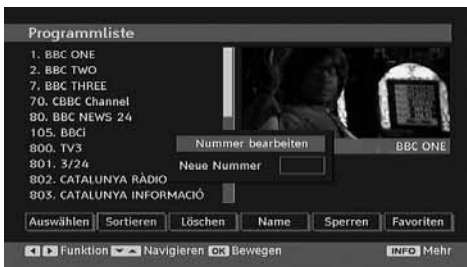 Programmliste
1. BBC ONE
2. BBC TWO
7. BBC THREE
70. CBBC Channel
80. BBC NEWS 24
105. BBCi
800. TV3
801. 3/24
802. CATALUNYA RÀDIO
803. CATALUNYA INFORMACIÓ
BBC ONE
Nummer bearbeiten
Neue Nummer
Auswählen Sortieren Löschen Name Sperren Favoriten
Funktion Navigieren OK Bewegen INFO Mehr